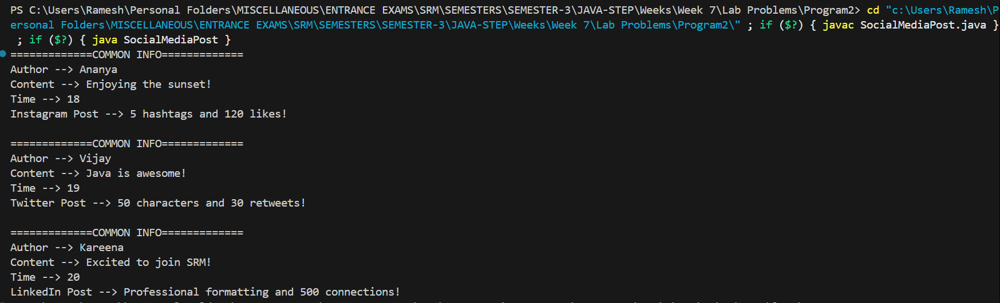 PS C:\Users\Ramesh\Personal Folders\MISCELLANEOUS\ENTRANCE EXAMS\SRM\SEMESTERS\SEMESTER-3\JAVA-STEP\Weeks\Week 7\Lab Problems\Program2> cd "c:\Users\Ramesh\P
ersonal Folders\MISCELLANEOUS\ENTRANCE EXAMS\SRM\SEMESTERS\SEMESTER-3\JAVA-STEP\Weeks\Week 7\Lab Problems\Program2\" ; if ($?) { javac SocialMediaPost.java }
 ; if ($?) { java SocialMediaPost }
=============COMMON INFO=============
Author --> Ananya
Content --> Enjoying the sunset!
Time --> 18
Instagram Post --> 5 hashtags and 120 likes!
=============COMMON INFO=============
Author --> Vijay
Content --> Java is awesome!
Time --> 19
Twitter Post --> 50 characters and 30 retweets!
=============COMMON INFO=============
Author --> Kareena
Content --> Excited to join SRM!
Time --> 20
LinkedIn Post --> Professional formatting and 500 connections!